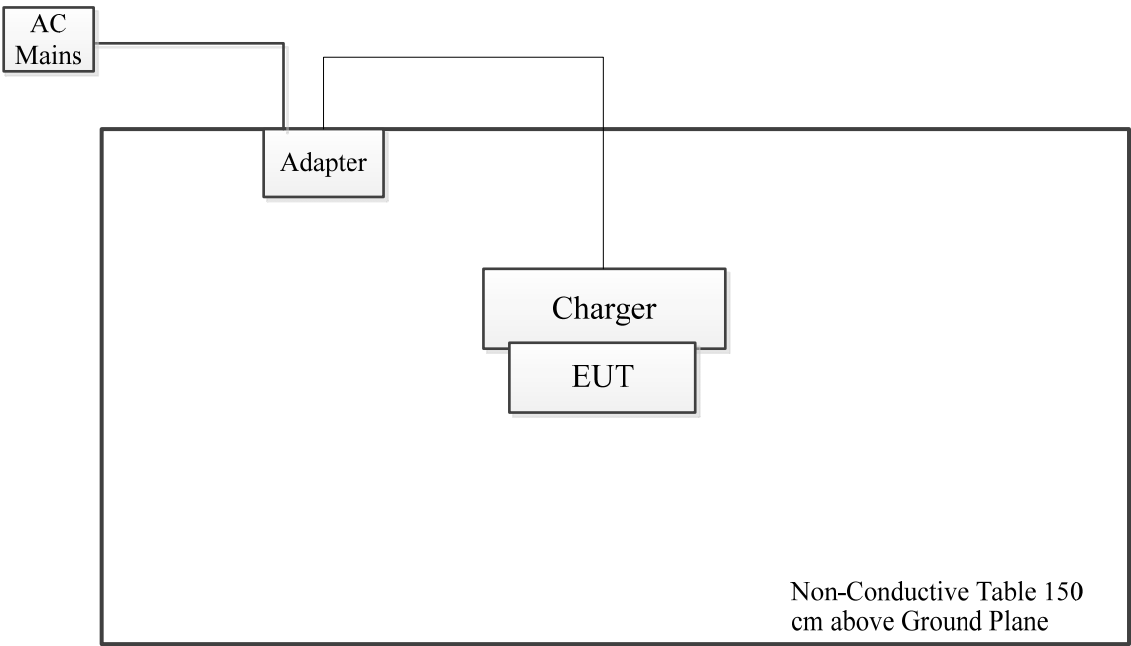 AC
Mains
Adapter
Charger
EUT
Non-Conductive Table 150
cm above Ground Plane